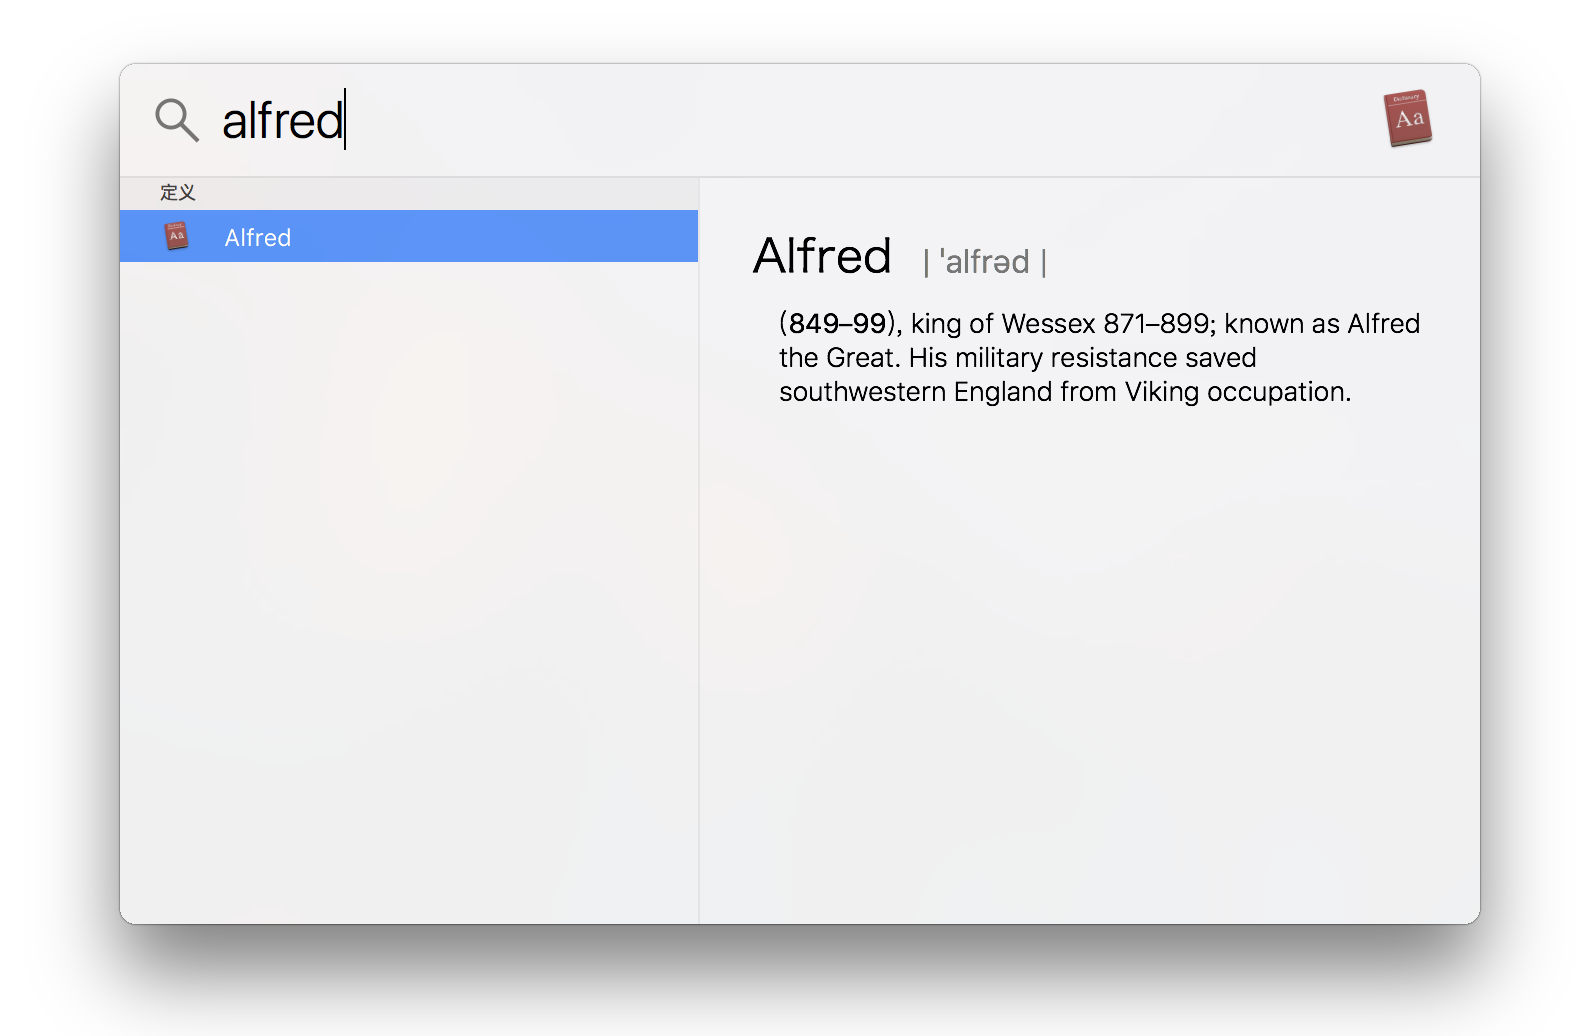 alfred
Dictionary
Aa
定义
Aa
Alfred
Alfred | ˈalfrəd |
(849–99), king of Wessex 871–899; known as Alfred
the Great. His military resistance saved
southwestern England from Viking occupation.